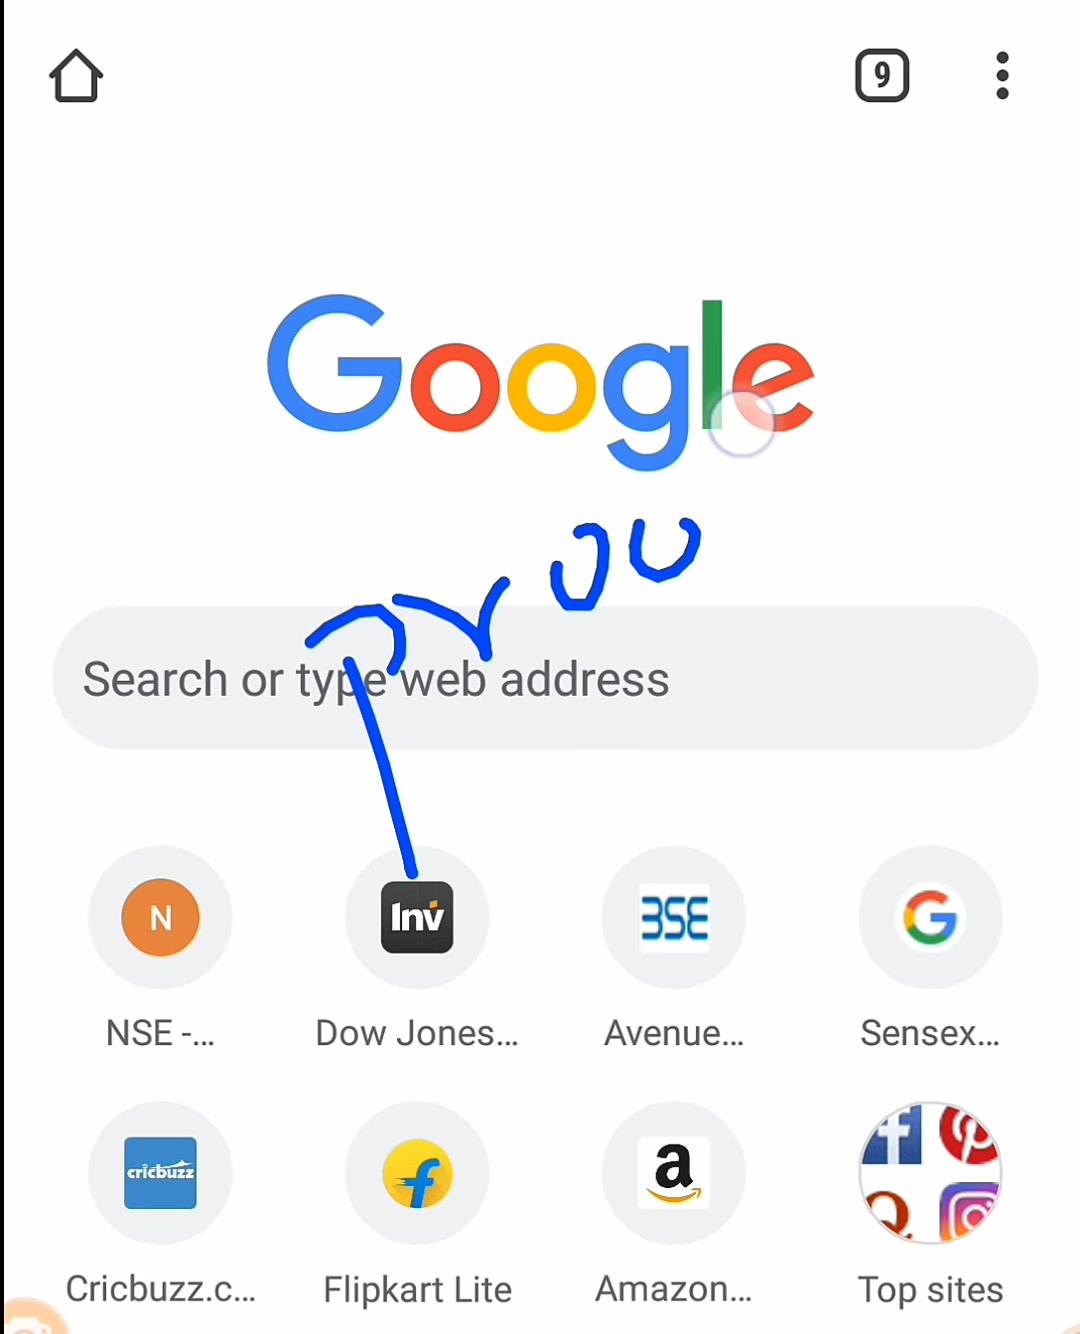 9
Google
Search or type web address
N Inv BSE G
NSE -... Dow Jones... Avenue... Sensex...
cricbuzz f a f Q
Cricbuzz.c... Flipkart Lite Amazon... Top sites